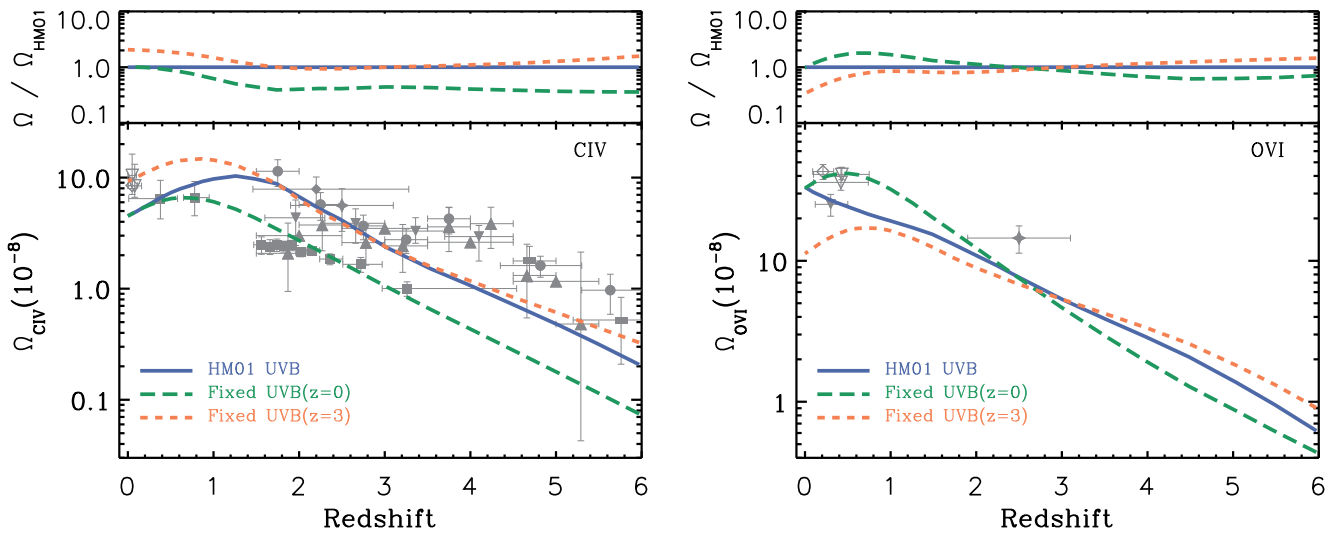 Ω / Ω_HM01
10.0
1.0
0.1
Ω_CIV(10^-8)
10.0
1.0
0.1
CIV
HM01 UVB
Fixed UVB(z=0)
Fixed UVB(z=3)
0 1 2 3 4 5 6
Redshift
Ω / Ω_HM01
10.0
1.0
0.1
Ω_OVI(10^-8)
10
1
OVI
HM01 UVB
Fixed UVB(z=0)
Fixed UVB(z=3)
0 1 2 3 4 5 6
Redshift